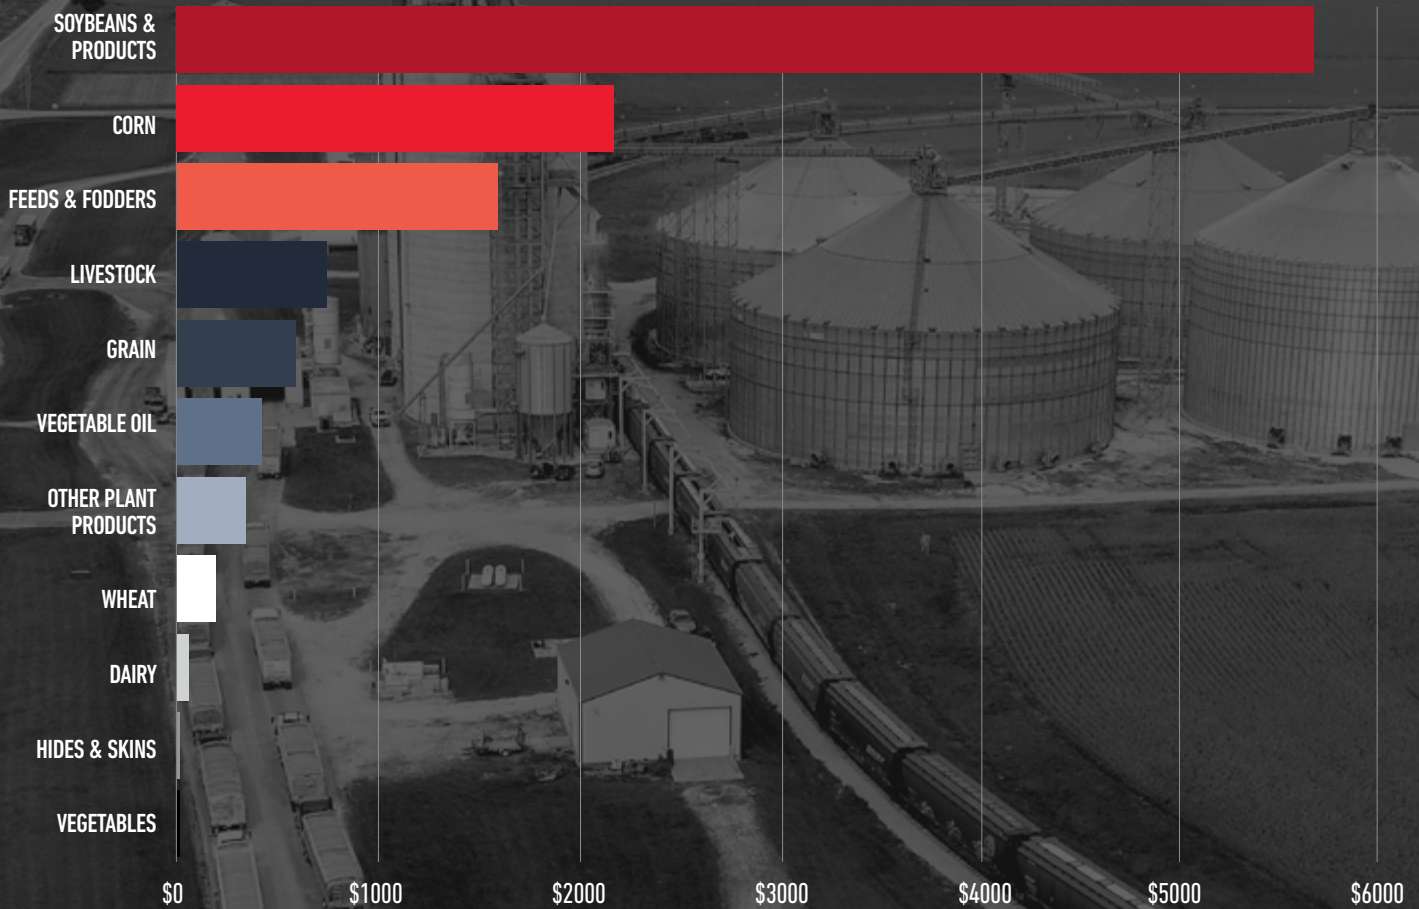 SOYBEANS &
PRODUCTS
CORN
FEEDS & FODDERS
LIVESTOCK
GRAIN
VEGETABLE OIL
OTHER PLANT
PRODUCTS
WHEAT
DAIRY
HIDES & SKINS
VEGETABLES
$0 $1000 $2000 $3000 $4000 $5000 $6000